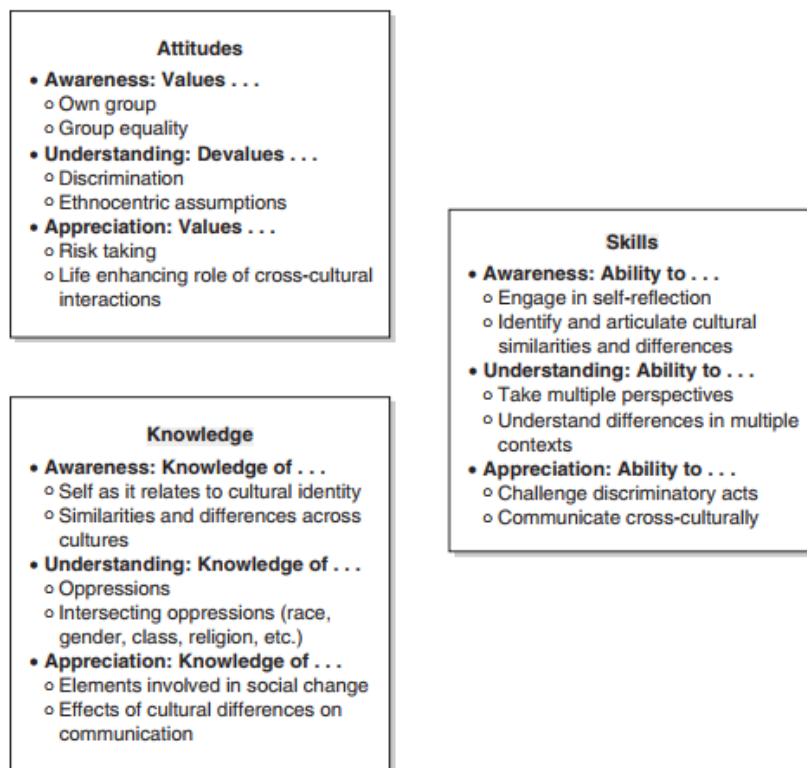 Attitudes
• Awareness: Values . . .
o Own group
o Group equality
• Understanding: Devalues . . .
o Discrimination
o Ethnocentric assumptions
• Appreciation: Values . . .
o Risk taking
o Life enhancing role of cross-cultural
interactions
Knowledge
• Awareness: Knowledge of . . .
o Self as it relates to cultural identity
o Similarities and differences across
cultures
• Understanding: Knowledge of . . .
o Oppressions
o Intersecting oppressions (race,
gender, class, religion, etc.)
• Appreciation: Knowledge of . . .
o Elements involved in social change
o Effects of cultural differences on
communication
Skills
• Awareness: Ability to . . .
o Engage in self-reflection
o Identify and articulate cultural
similarities and differences
• Understanding: Ability to . . .
o Take multiple perspectives
o Understand differences in multiple
contexts
• Appreciation: Ability to . . .
o Challenge discriminatory acts
o Communicate cross-culturally